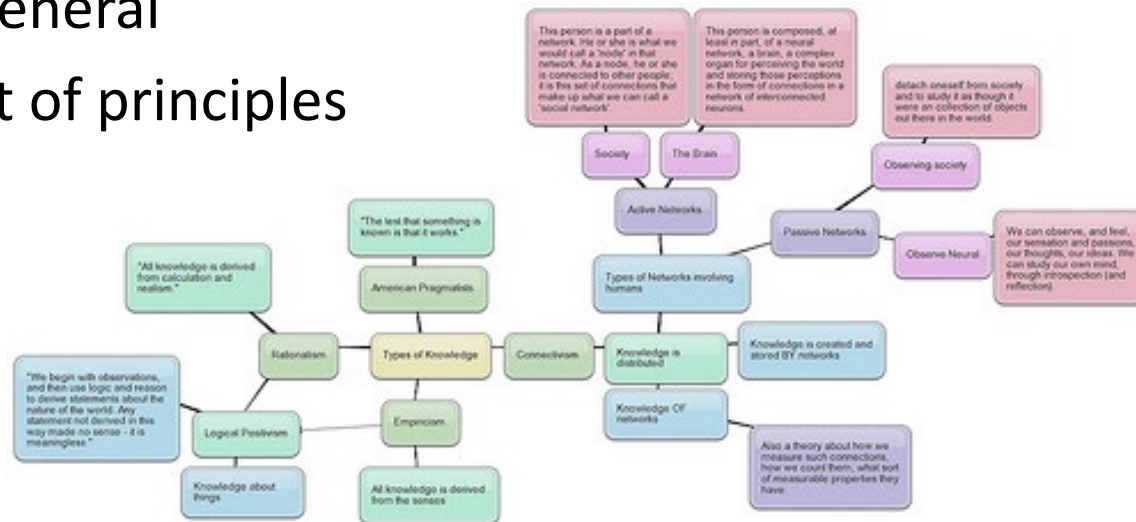 eneral
t of principles
This person is a part of a
network. He or she is what we
would call a 'node' in that
network. As a node, he or she
is connected to other people;
it is this set of connections that
make up what we can call a
'social network'.
This person is composed, at
least in part, of a neural
network, a brain, a complex
organ for perceiving the world
and storing those perceptions
in the form of connections in a
network of interconnected
neurons.
detach oneself from society
and to study it as though it
were an collection of objects
out there in the world.
Society
The Brain
Observing society
Active Networks
Passive Networks
Observe Neural
We can observe, and feel,
our sensation and passions,
our thoughts, our ideas. We
can study our own mind,
through introspection (and
reflection).
"The test that something is
known is that it works."
"All knowledge is derived
from calculation and
realism."
American Pragmatists
Types of Networks involving
humans
Rationalism
Types of Knowledge
Connectivism
Knowledge is
distributed
Knowledge is created and
stored BY networks
"We begin with observations,
and then use logic and reason
to derive statements about the
nature of the world. Any
statement not derived in this
way made no sense - it is
meaningless."
Logical Positivism
Empiricism
Knowledge OF
networks
Knowledge about
things
All knowledge is derived
from the senses
Also a theory about how we
measure such connections,
how we count them, what sort
of measurable properties they
have